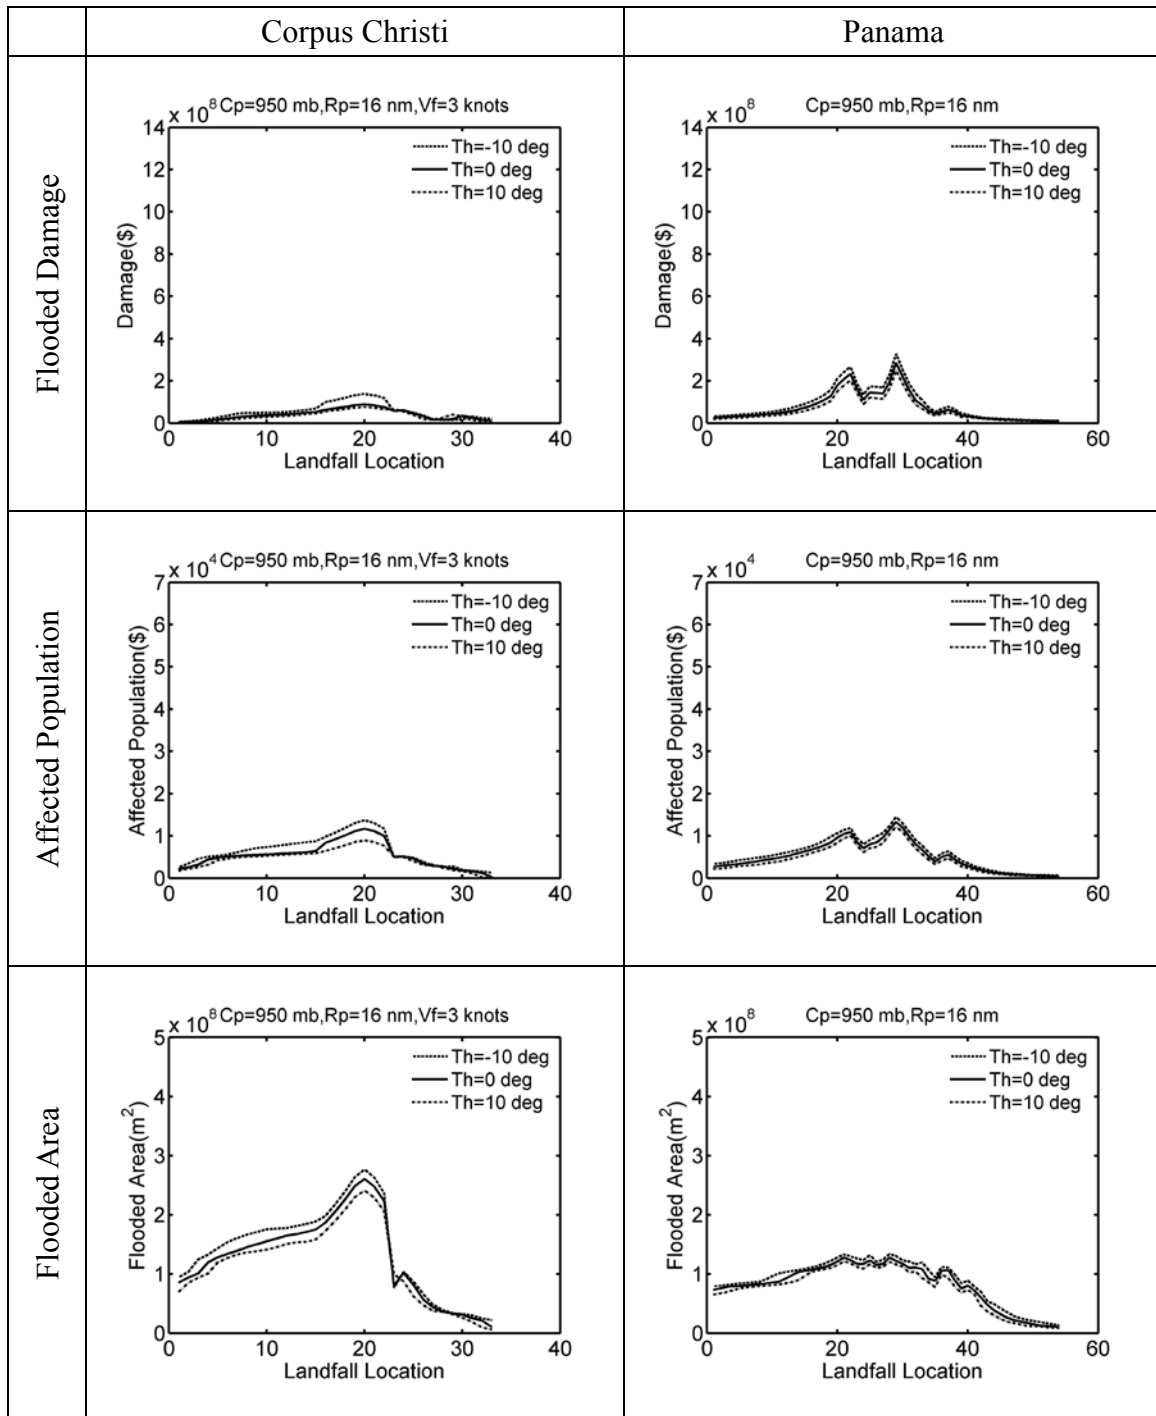 Corpus Christi
Panama
Flooded Damage
x 10^8 Cp=950 mb,Rp=16 nm,Vf=3 knots
14
12
10
8
6
4
2
0
Damage($)
Th=-10 deg
Th=0 deg
Th=10 deg
0 10 20 30 40
Landfall Location
x 10^8 Cp=950 mb,Rp=16 nm
14
12
10
8
6
4
2
0
Damage($)
Th=-10 deg
Th=0 deg
Th=10 deg
0 20 40 60
Landfall Location
Affected Population
x 10^4 Cp=950 mb,Rp=16 nm,Vf=3 knots
7
6
5
4
3
2
1
0
Affected Population($)
Th=-10 deg
Th=0 deg
Th=10 deg
0 10 20 30 40
Landfall Location
x 10^4 Cp=950 mb,Rp=16 nm
7
6
5
4
3
2
1
0
Affected Population($)
Th=-10 deg
Th=0 deg
Th=10 deg
0 20 40 60
Landfall Location
Flooded Area
x 10^8 Cp=950 mb,Rp=16 nm,Vf=3 knots
5
4
3
2
1
0
Flooded Area(m^2)
Th=-10 deg
Th=0 deg
Th=10 deg
0 10 20 30 40
Landfall Location
x 10^8 Cp=950 mb,Rp=16 nm
5
4
3
2
1
0
Flooded Area(m^2)
Th=-10 deg
Th=0 deg
Th=10 deg
0 20 40 60
Landfall Location